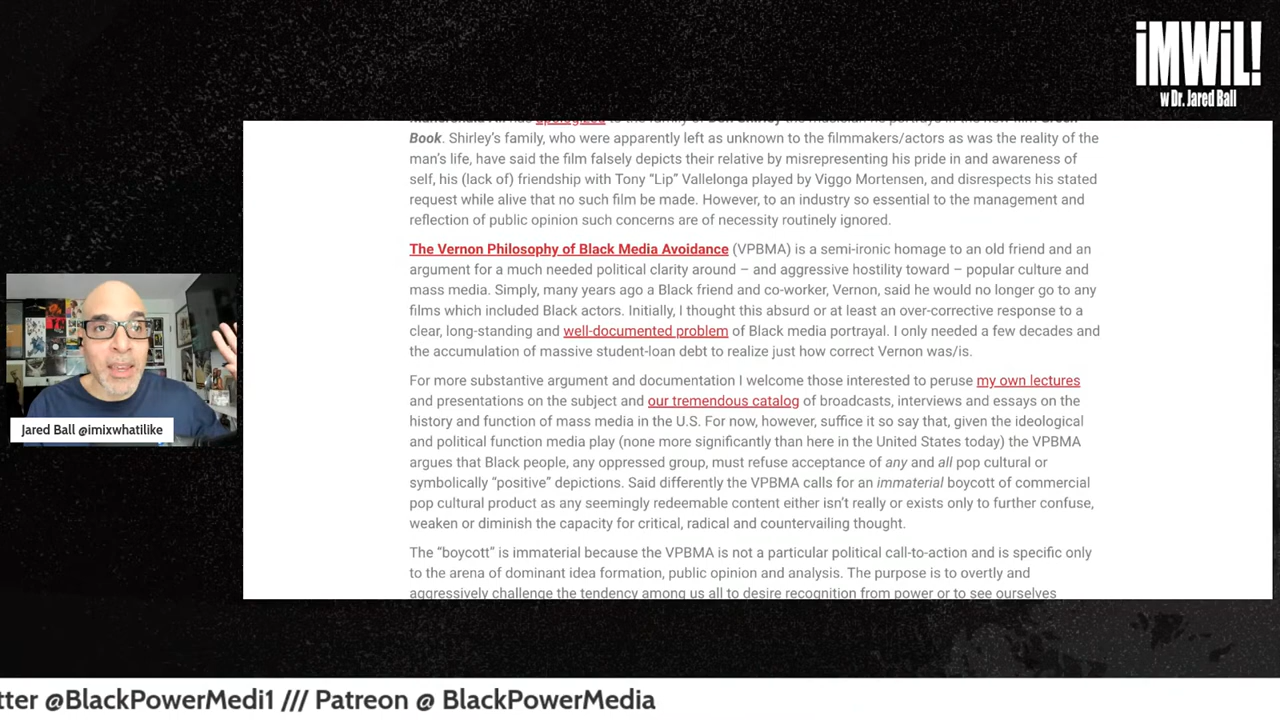 iMWiL!
w Dr. Jared Ball
Book. Shirley's family, who were apparently left as unknown to the filmmakers/actors as was the reality of the
man's life, have said the film falsely depicts their relative by misrepresenting his pride in and awareness of
self, his (lack of) friendship with Tony “Lip” Vallelonga played by Viggo Mortensen, and disrespects his stated
request while alive that no such film be made. However, to an industry so essential to the management and
reflection of public opinion such concerns are of necessity routinely ignored.
The Vernon Philosophy of Black Media Avoidance (VPBMA) is a semi-ironic homage to an old friend and an
argument for a much needed political clarity around – and aggressive hostility toward – popular culture and
mass media. Simply, many years ago a Black friend and co-worker, Vernon, said he would no longer go to any
films which included Black actors. Initially, I thought this absurd or at least an over-corrective response to a
clear, long-standing and well-documented problem of Black media portrayal. I only needed a few decades and
the accumulation of massive student-loan debt to realize just how correct Vernon was/is.
For more substantive argument and documentation I welcome those interested to peruse my own lectures
and presentations on the subject and our tremendous catalog of broadcasts, interviews and essays on the
history and function of mass media in the U.S. For now, however, suffice it so say that, given the ideological
and political function media play (none more significantly than here in the United States today) the VPBMA
argues that Black people, any oppressed group, must refuse acceptance of any and all pop cultural or
symbolically “positive” depictions. Said differently the VPBMA calls for an immaterial boycott of commercial
pop cultural product as any seemingly redeemable content either isn't really or exists only to further confuse,
weaken or diminish the capacity for critical, radical and countervailing thought.
The “boycott” is immaterial because the VPBMA is not a particular political call-to-action and is specific only
to the arena of dominant idea formation, public opinion and analysis. The purpose is to overtly and
aggressively challenge the tendency among us all to desire recognition from power or to see ourselves
Jared Ball @imixwhatilike
tter @BlackPowerMedi1 /// Patreon @ BlackPowerMedia